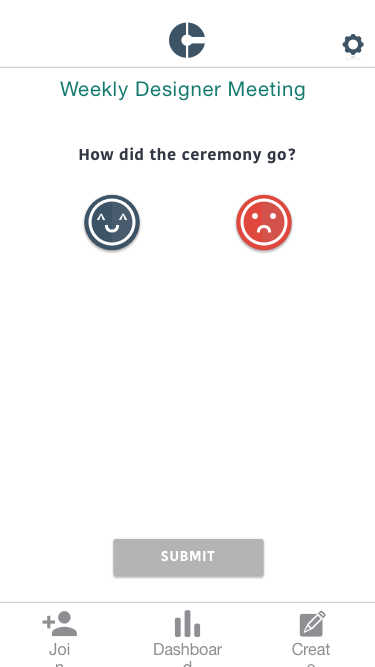 Weekly Designer Meeting
How did the ceremony go?
SUBMIT
Joi
n
Dashboar
d
Creat
e